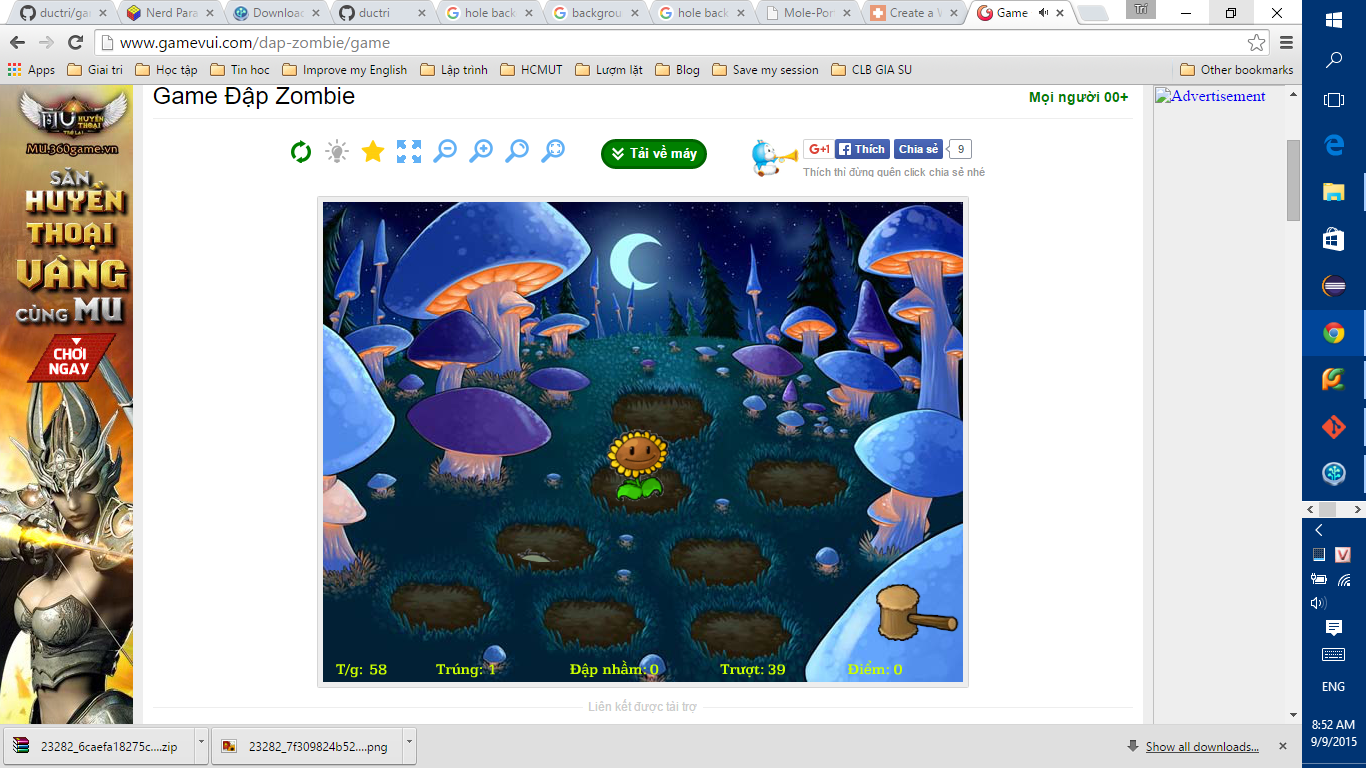 ductri/gar
Nerd Para
Download
ductri
hole back
backgrou
hole back
Mole-Pow
Create a W
Game
Trí
www.gamevui.com/dap-zombie/game
Apps
Giai tri
Học tập
Tin hoc
Improve my English
Lập trình
HCMUT
Lượm lặt
Blog
Save my session
CLB GIA SU
Other bookmarks
MU
HUYỀN THOẠI
MU.360game.vn
SĂN
HUYỀN
THOẠI
VÀNG
CÙNG MU
CHƠI
NGAY
Game Đập Zombie
Mọi người 00+
Advertisement
Tải về máy
G+1
Thích
Chia sẻ
9
Thích thì đừng quên click chia sẻ nhé
T/g: 58
Trúng: 1
Đập nhầm: 0
Trượt: 39
Điểm: 0
Liên kết được tài trợ
23282_6caefa18275c....zip
23282_7f309824b52....png
Show all downloads...
ENG
8:52 AM
9/9/2015